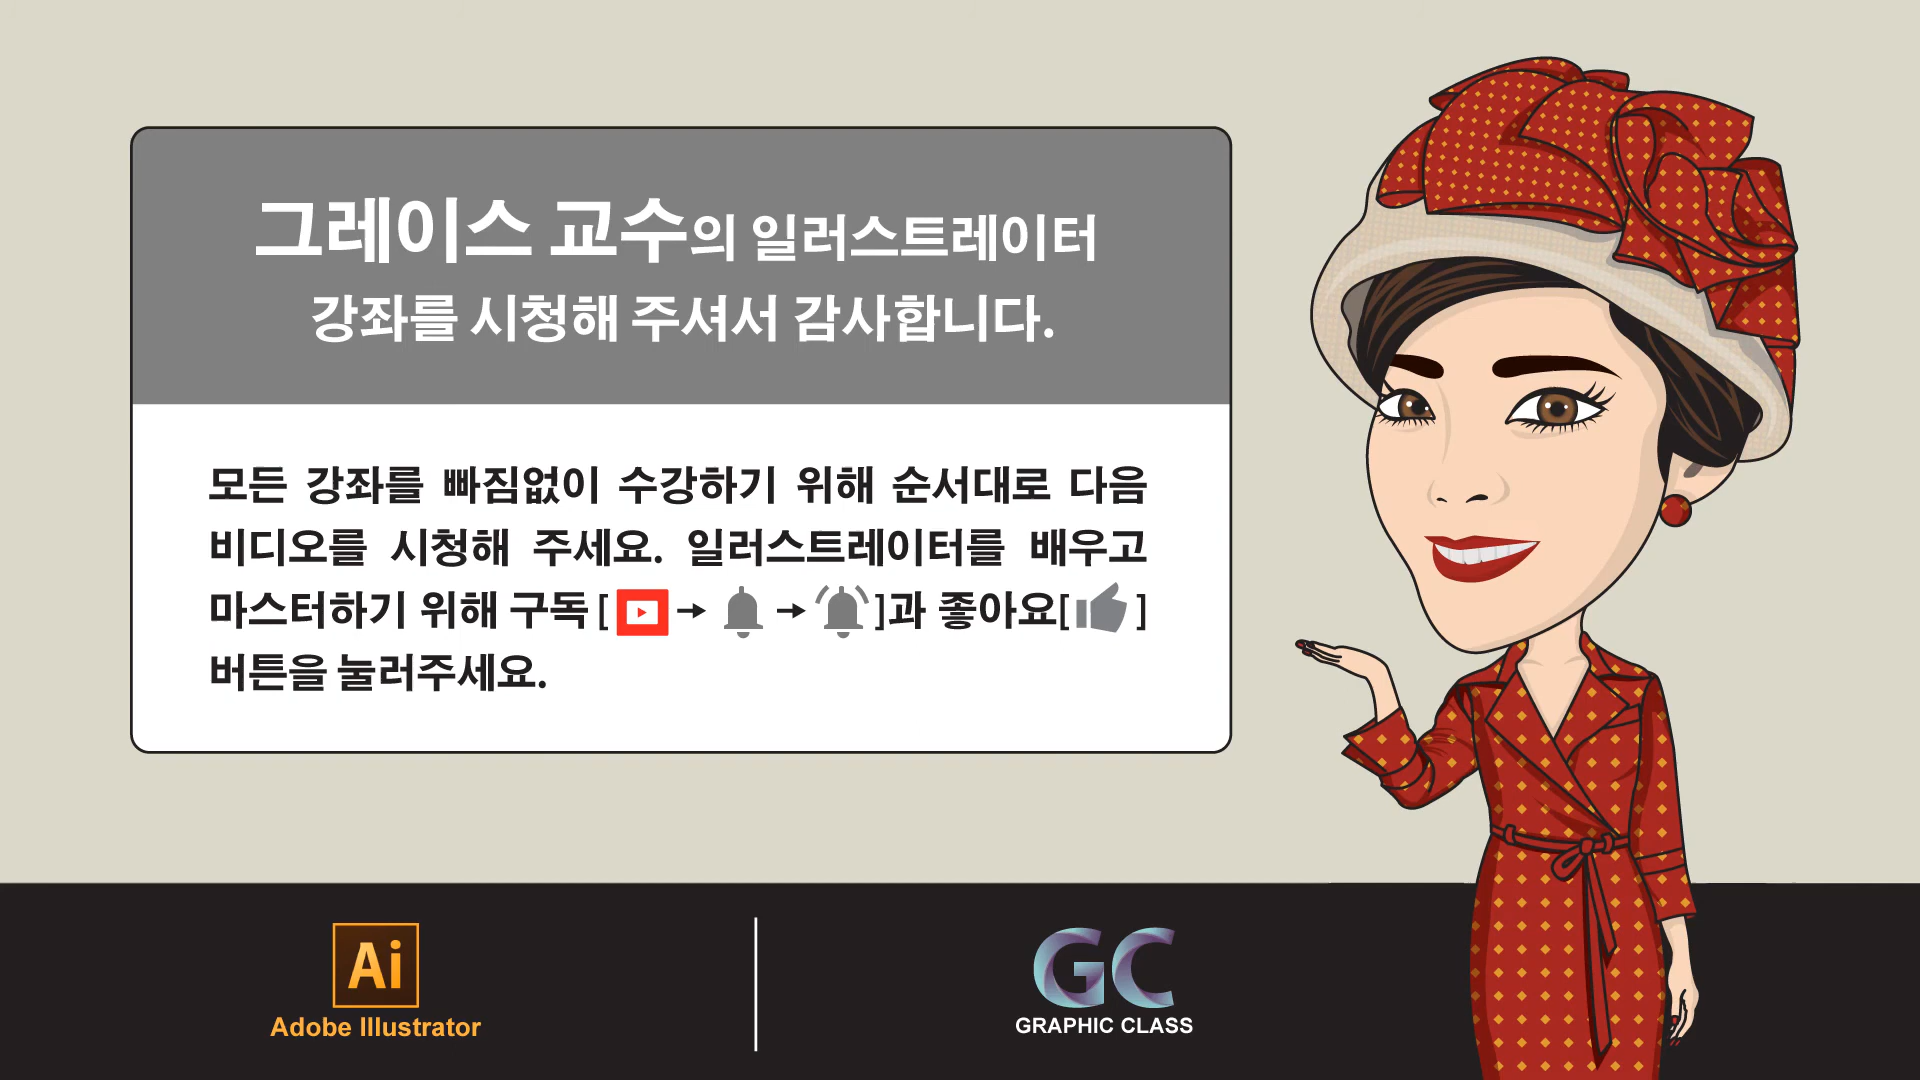 그레이스 교수의 일러스트레이터
강좌를 시청해 주셔서 감사합니다.
모든 강좌를 빠짐없이 수강하기 위해 순서대로 다음
비디오를 시청해 주세요. 일러스트레이터를 배우고
마스터하기 위해 구독 [→→]과 좋아요[]
버튼을 눌러주세요.
Ai
Adobe Illustrator
GC
GRAPHIC CLASS